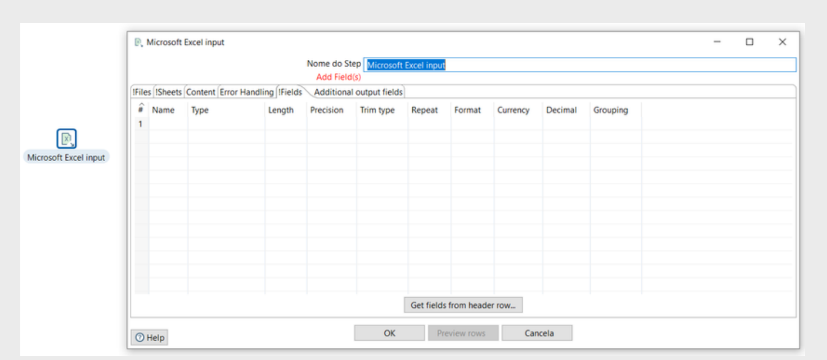 Microsoft Excel input
Nome do Step Microsoft Excel input
Add Field(s)
!Files !Sheets Content Error Handling !Fields Additional output fields
# Name Type Length Precision Trim type Repeat Format Currency Decimal Grouping
1
Microsoft Excel input
Get fields from header row...
OK Preview rows Cancela
Help